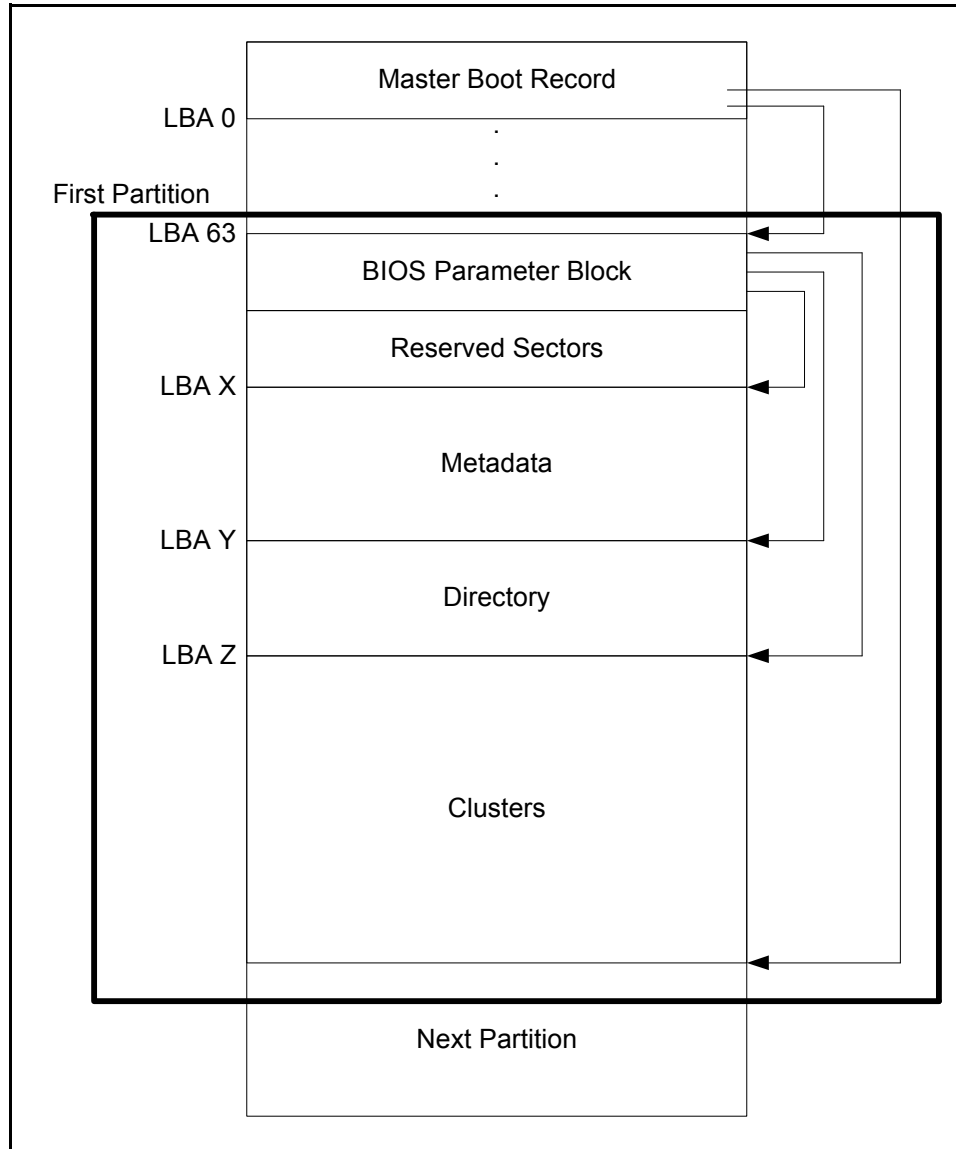 Master Boot Record
LBA 0
.
.
.
First Partition
LBA 63
BIOS Parameter Block
Reserved Sectors
LBA X
Metadata
LBA Y
Directory
LBA Z
Clusters
Next Partition